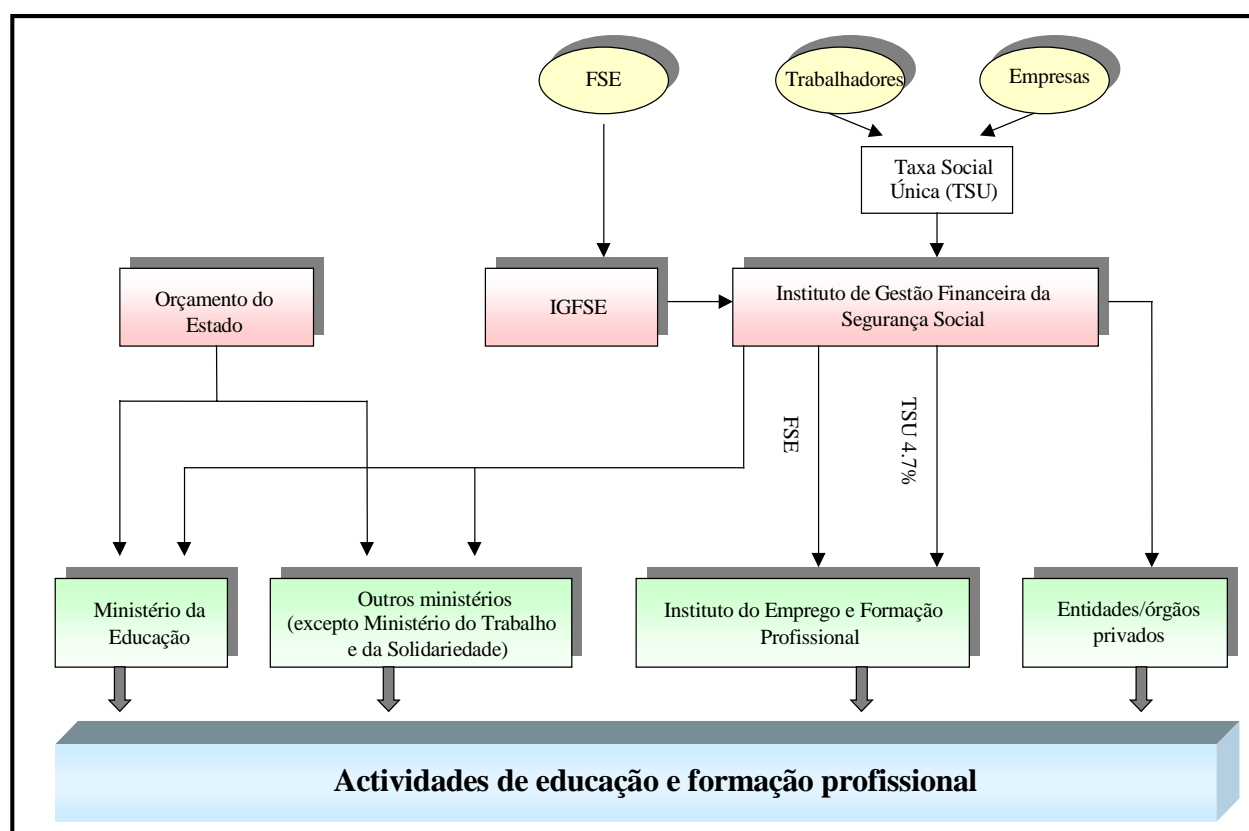 FSE
Trabalhadores
Empresas
Taxa Social
Única (TSU)
Orçamento do
Estado
IGFSE
Instituto de Gestão Financeira da
Segurança Social
FSE
TSU 4.7%
Ministério da
Educação
Outros ministérios
(excepto Ministério do Trabalho
e da Solidariedade)
Instituto do Emprego e Formação
Profissional
Entidades/órgãos
privados
Actividades de educação e formação profissional